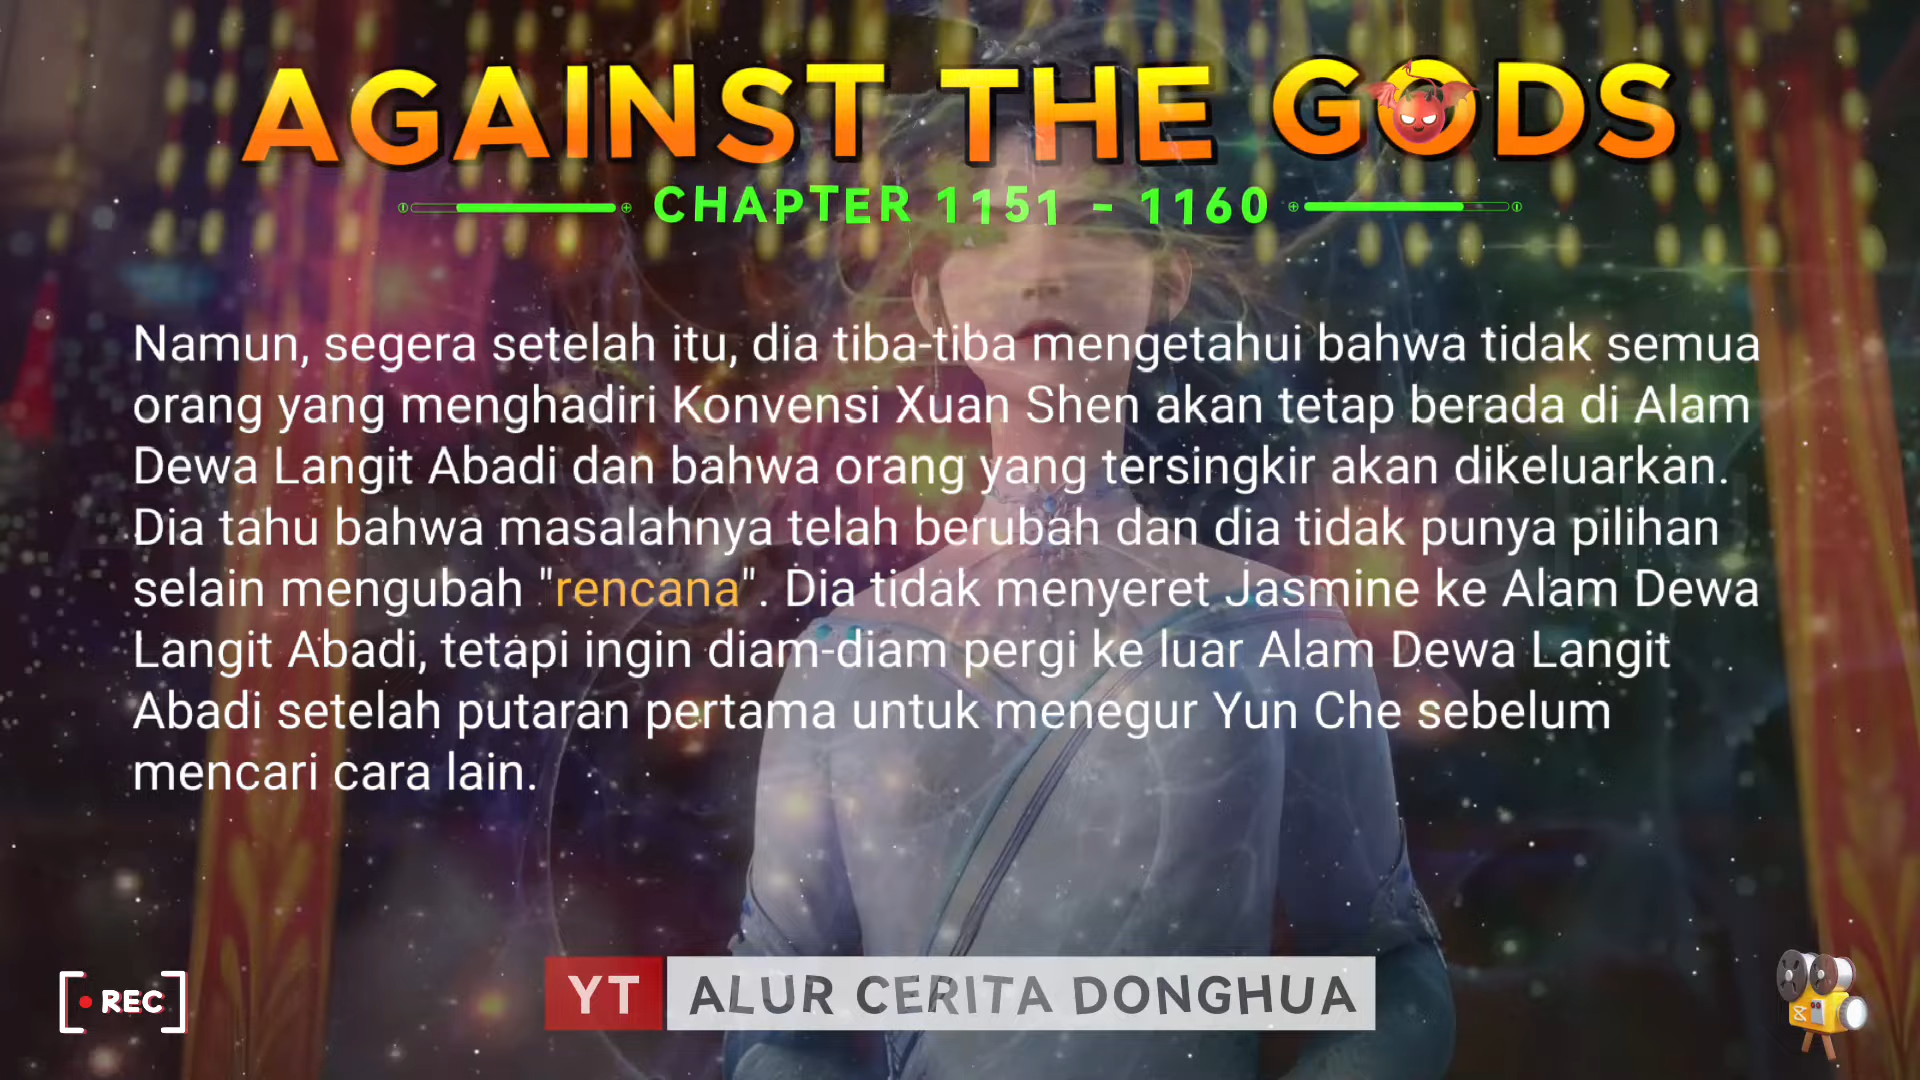 AGAINST THE GODS
CHAPTER 1151 - 1160
Namun, segera setelah itu, dia tiba-tiba mengetahui bahwa tidak semua
orang yang menghadiri Konvensi Xuan Shen akan tetap berada di Alam
Dewa Langit Abadi dan bahwa orang yang tersingkir akan dikeluarkan.
Dia tahu bahwa masalahnya telah berubah dan dia tidak punya pilihan
selain mengubah "rencana". Dia tidak menyeret Jasmine ke Alam Dewa
Langit Abadi, tetapi ingin diam-diam pergi ke luar Alam Dewa Langit
Abadi setelah putaran pertama untuk menegur Yun Che sebelum
mencari cara lain.
REC
YT ALUR CERITA DONGHUA